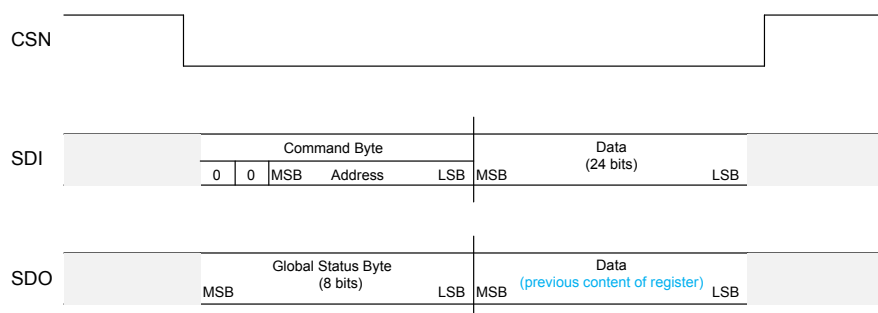 CSN
SDI
Command Byte
0 0 MSB Address LSB
Data
(24 bits)
MSB LSB
SDO
Global Status Byte
(8 bits)
MSB LSB
Data
(previous content of register)
MSB LSB